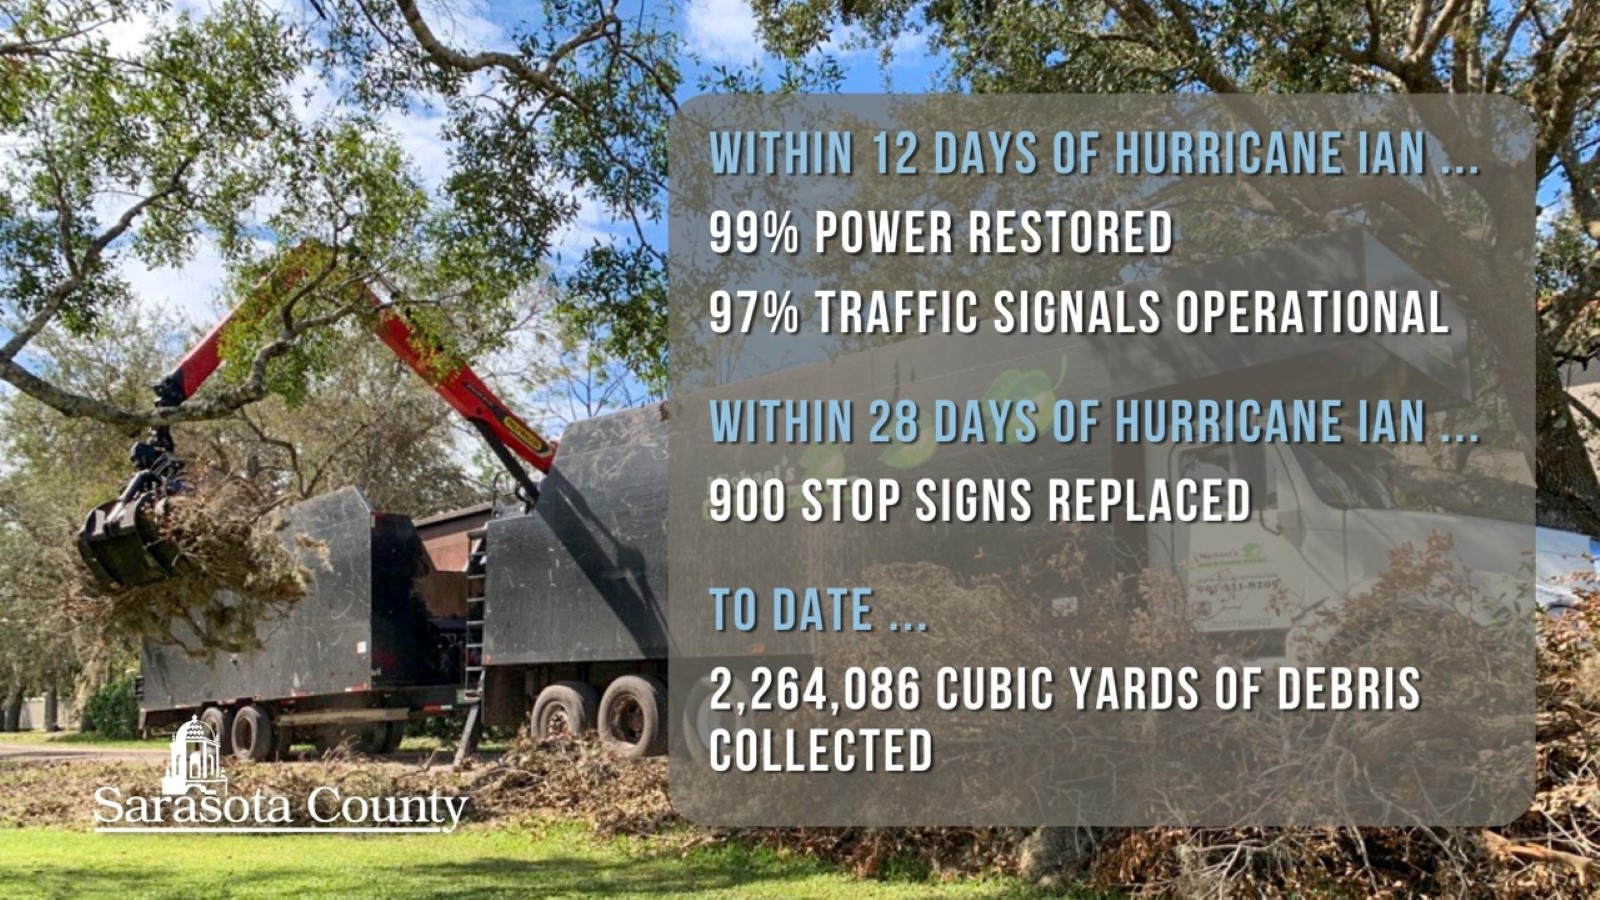 WITHIN 12 DAYS OF HURRICANE IAN ...
99% POWER RESTORED
97% TRAFFIC SIGNALS OPERATIONAL
WITHIN 28 DAYS OF HURRICANE IAN ...
900 STOP SIGNS REPLACED
TO DATE ...
2,264,086 CUBIC YARDS OF DEBRIS
COLLECTED
Sarasota County